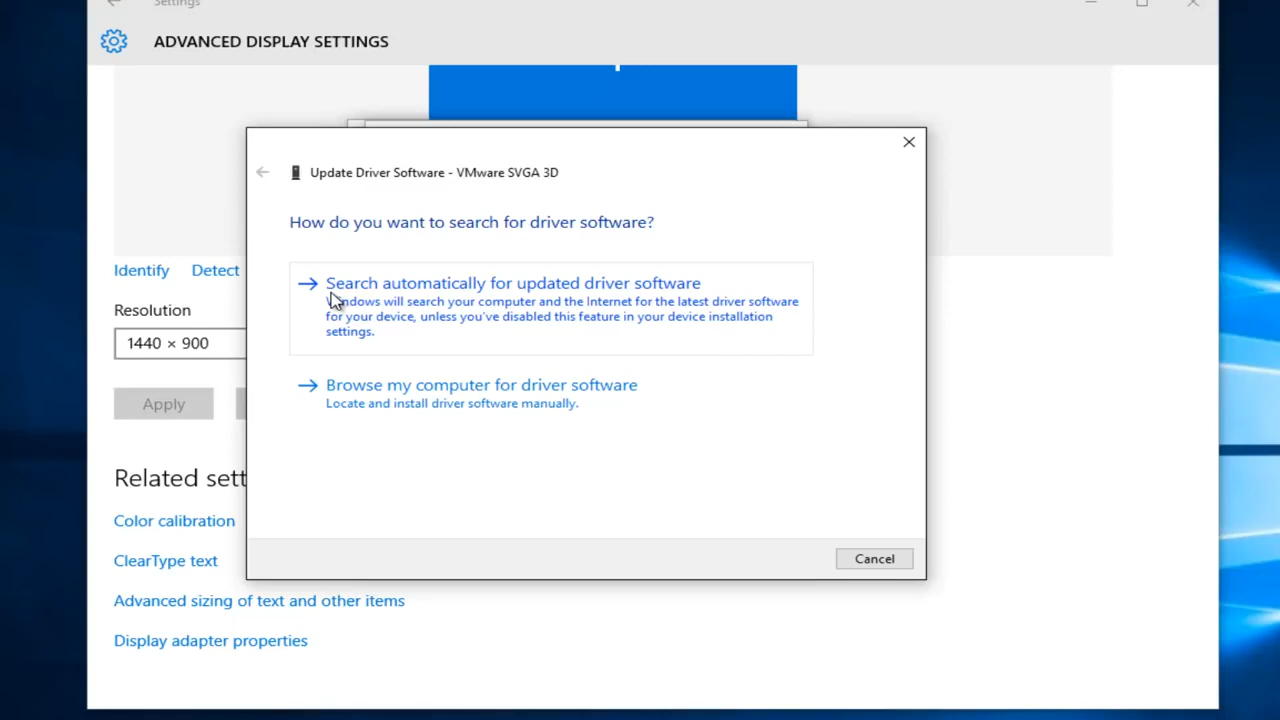 Settings
ADVANCED DISPLAY SETTINGS
Update Driver Software - VMware SVGA 3D
How do you want to search for driver software?
Search automatically for updated driver software
Windows will search your computer and the Internet for the latest driver software
for your device, unless you've disabled this feature in your device installation
settings.
Browse my computer for driver software
Locate and install driver software manually.
Cancel
Identify Detect
Resolution
1440 × 900
Apply
Related sett
Color calibration
ClearType text
Advanced sizing of text and other items
Display adapter properties